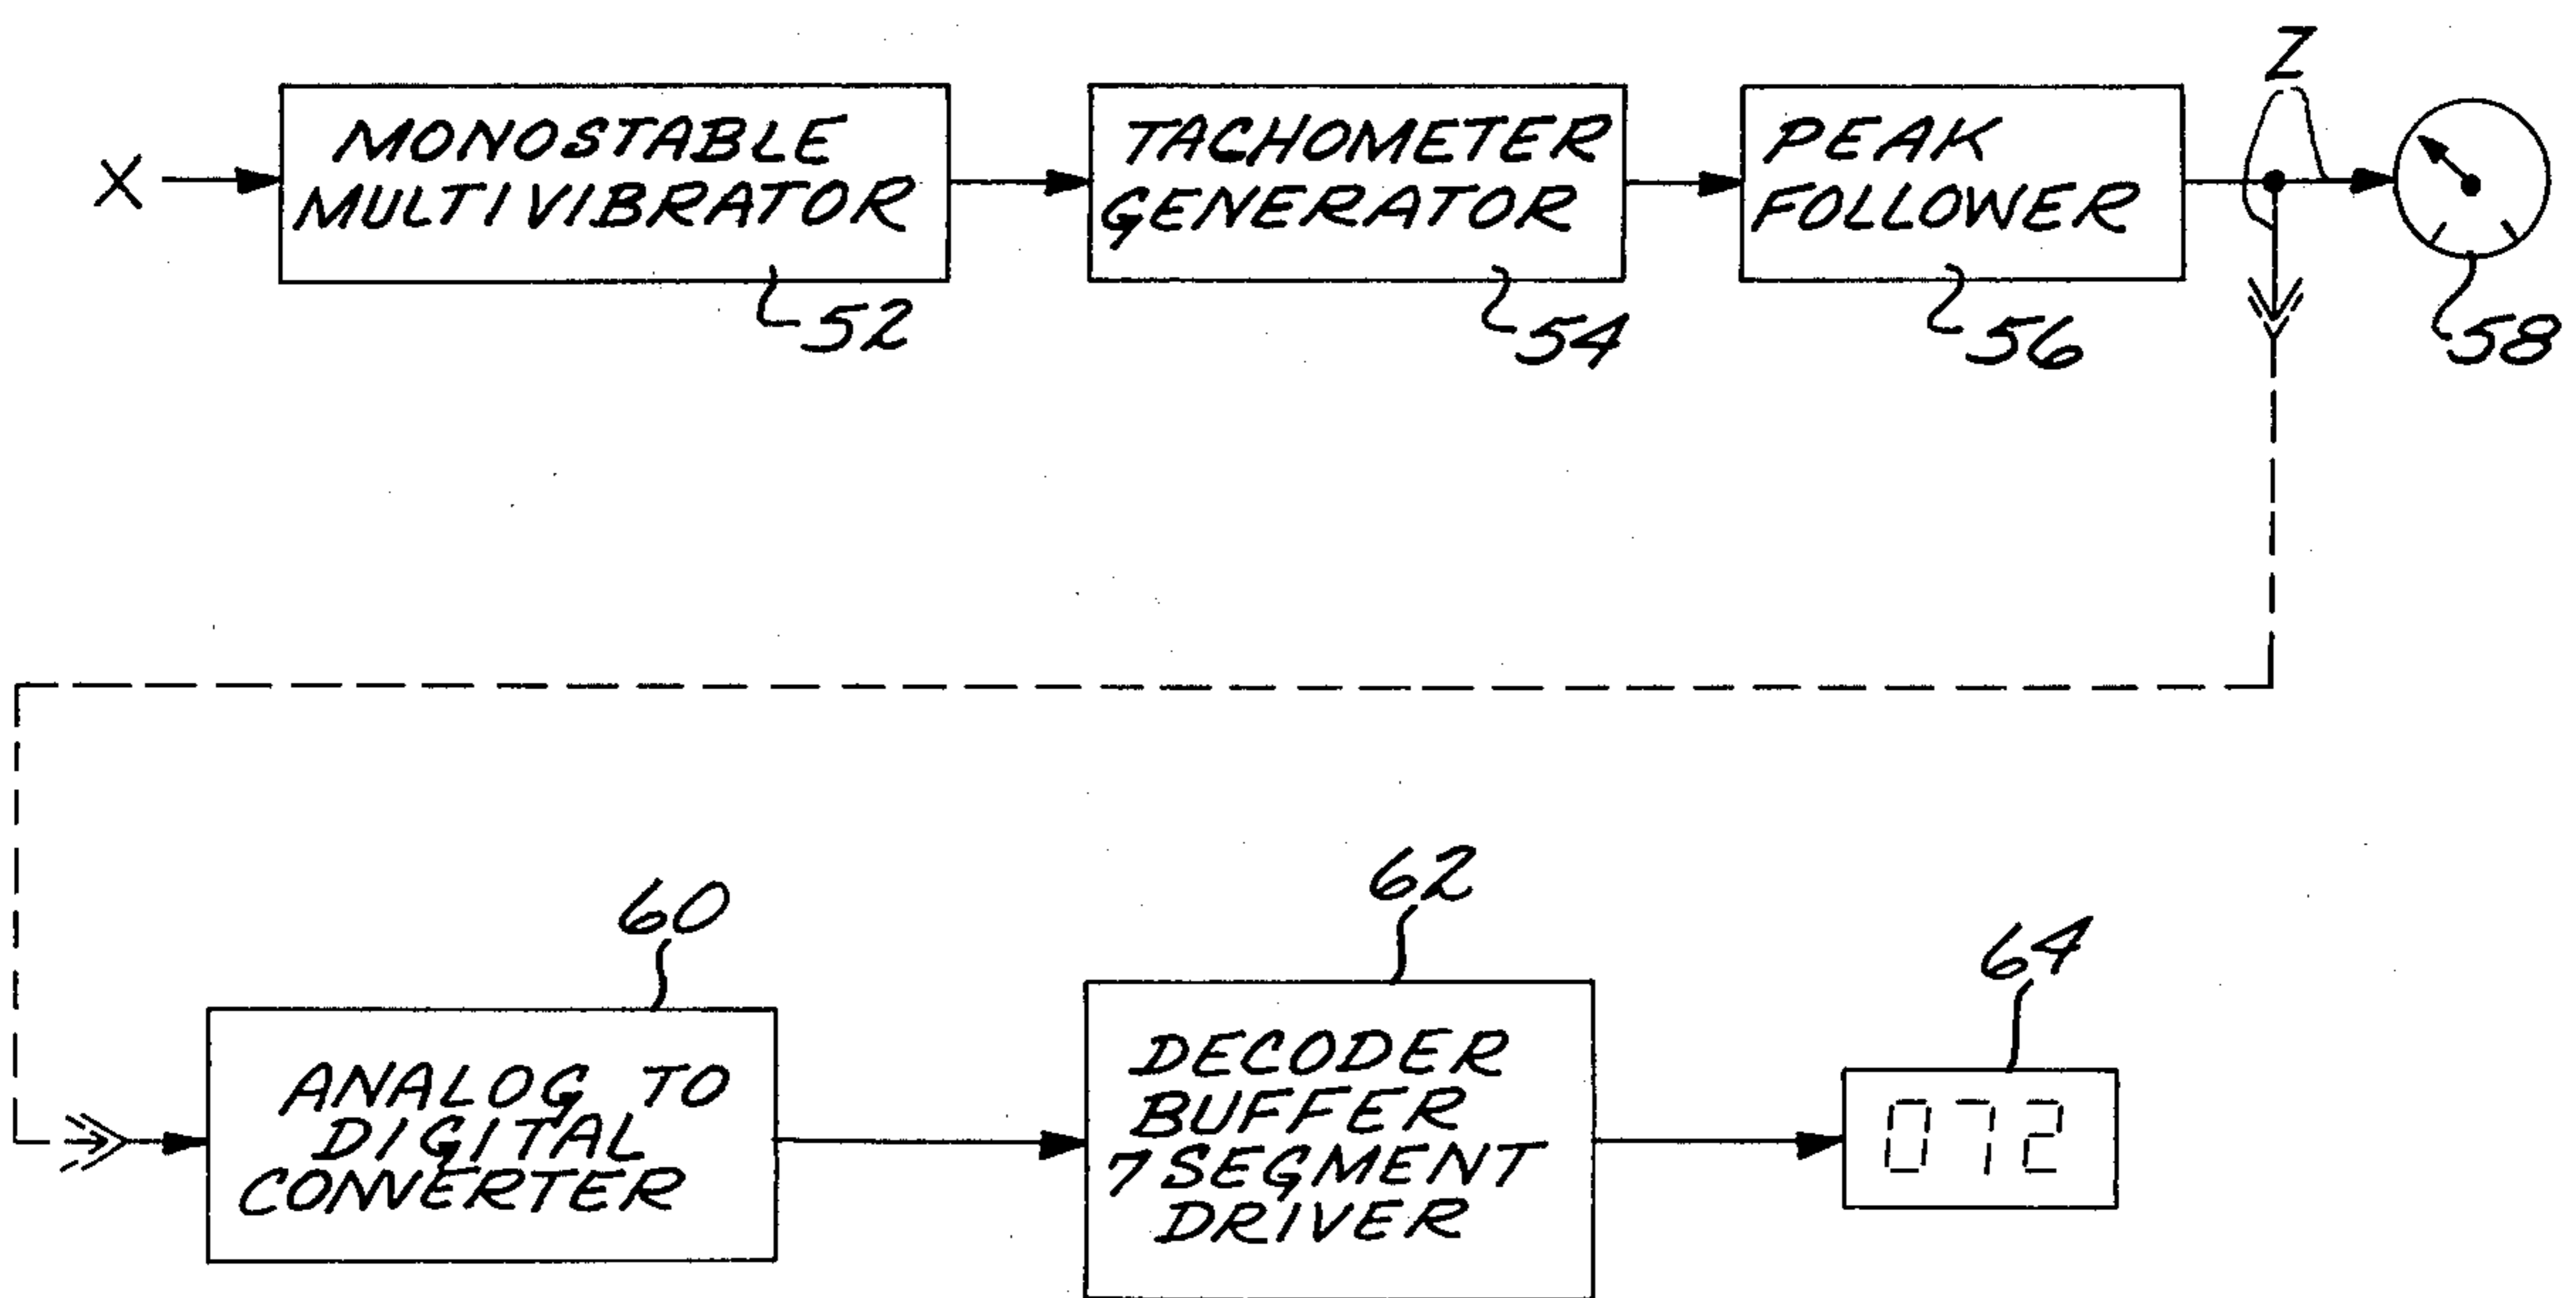 X
MONOSTABLE
MULTIVIBRATOR
52
TACHOMETER
GENERATOR
54
PEAK
FOLLOWER
56
Z
58
60
ANALOG TO
DIGITAL
CONVERTER
62
DECODER
BUFFER
7 SEGMENT
DRIVER
64
072